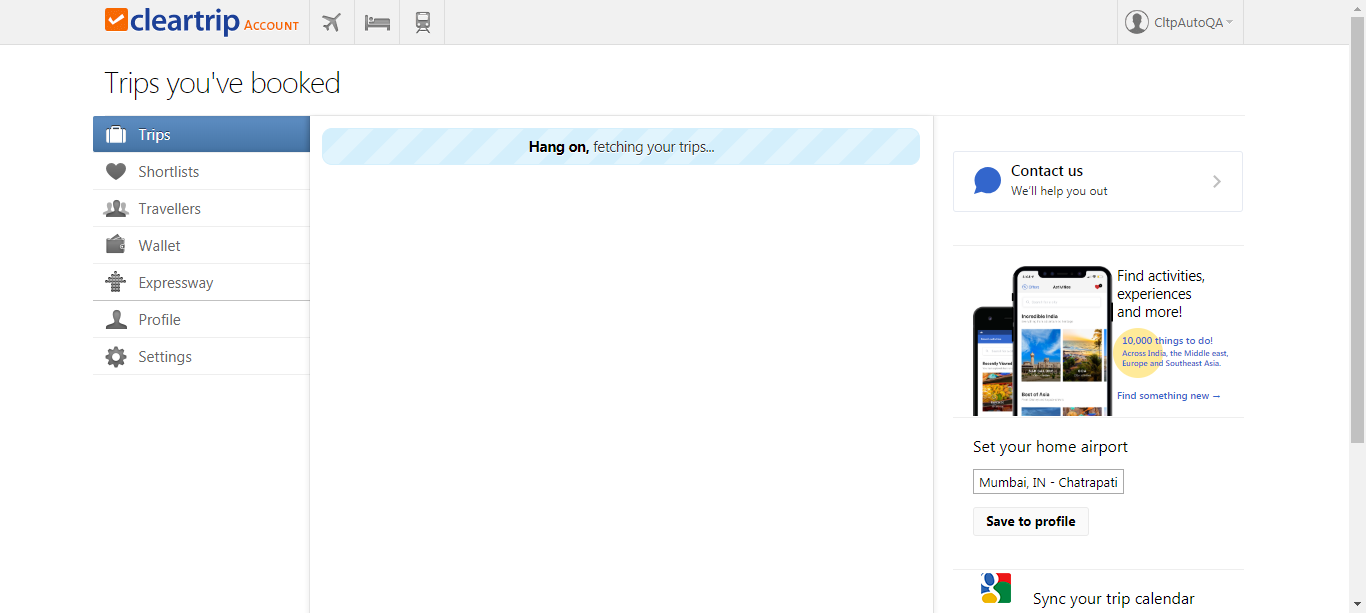 cleartrip ACCOUNT
CltpAutoQA
Trips you've booked
Trips
Shortlists
Travellers
Wallet
Expressway
Profile
Settings
Hang on, fetching your trips...
Contact us
We'll help you out
Find activities,
experiences
and more!
10,000 things to do!
Across India, the Middle east,
Europe and Southeast Asia.
Find something new →
Activities
Incredible India
Best of Asia
Set your home airport
Mumbai, IN - Chatrapati
Save to profile
Sync your trip calendar